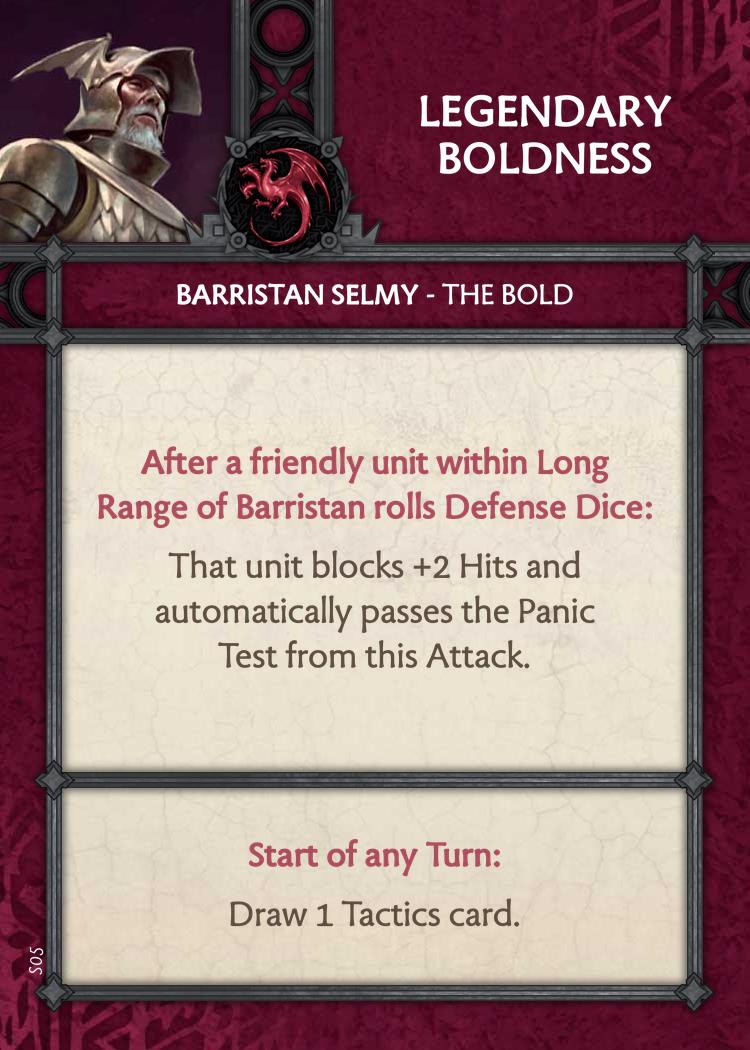 LEGENDARY
BOLDNESS
BARRISTAN SELMY - THE BOLD
After a friendly unit within Long
Range of Barristan rolls Defense Dice:
That unit blocks +2 Hits and
automatically passes the Panic
Test from this Attack.
Start of any Turn:
Draw 1 Tactics card.
S05